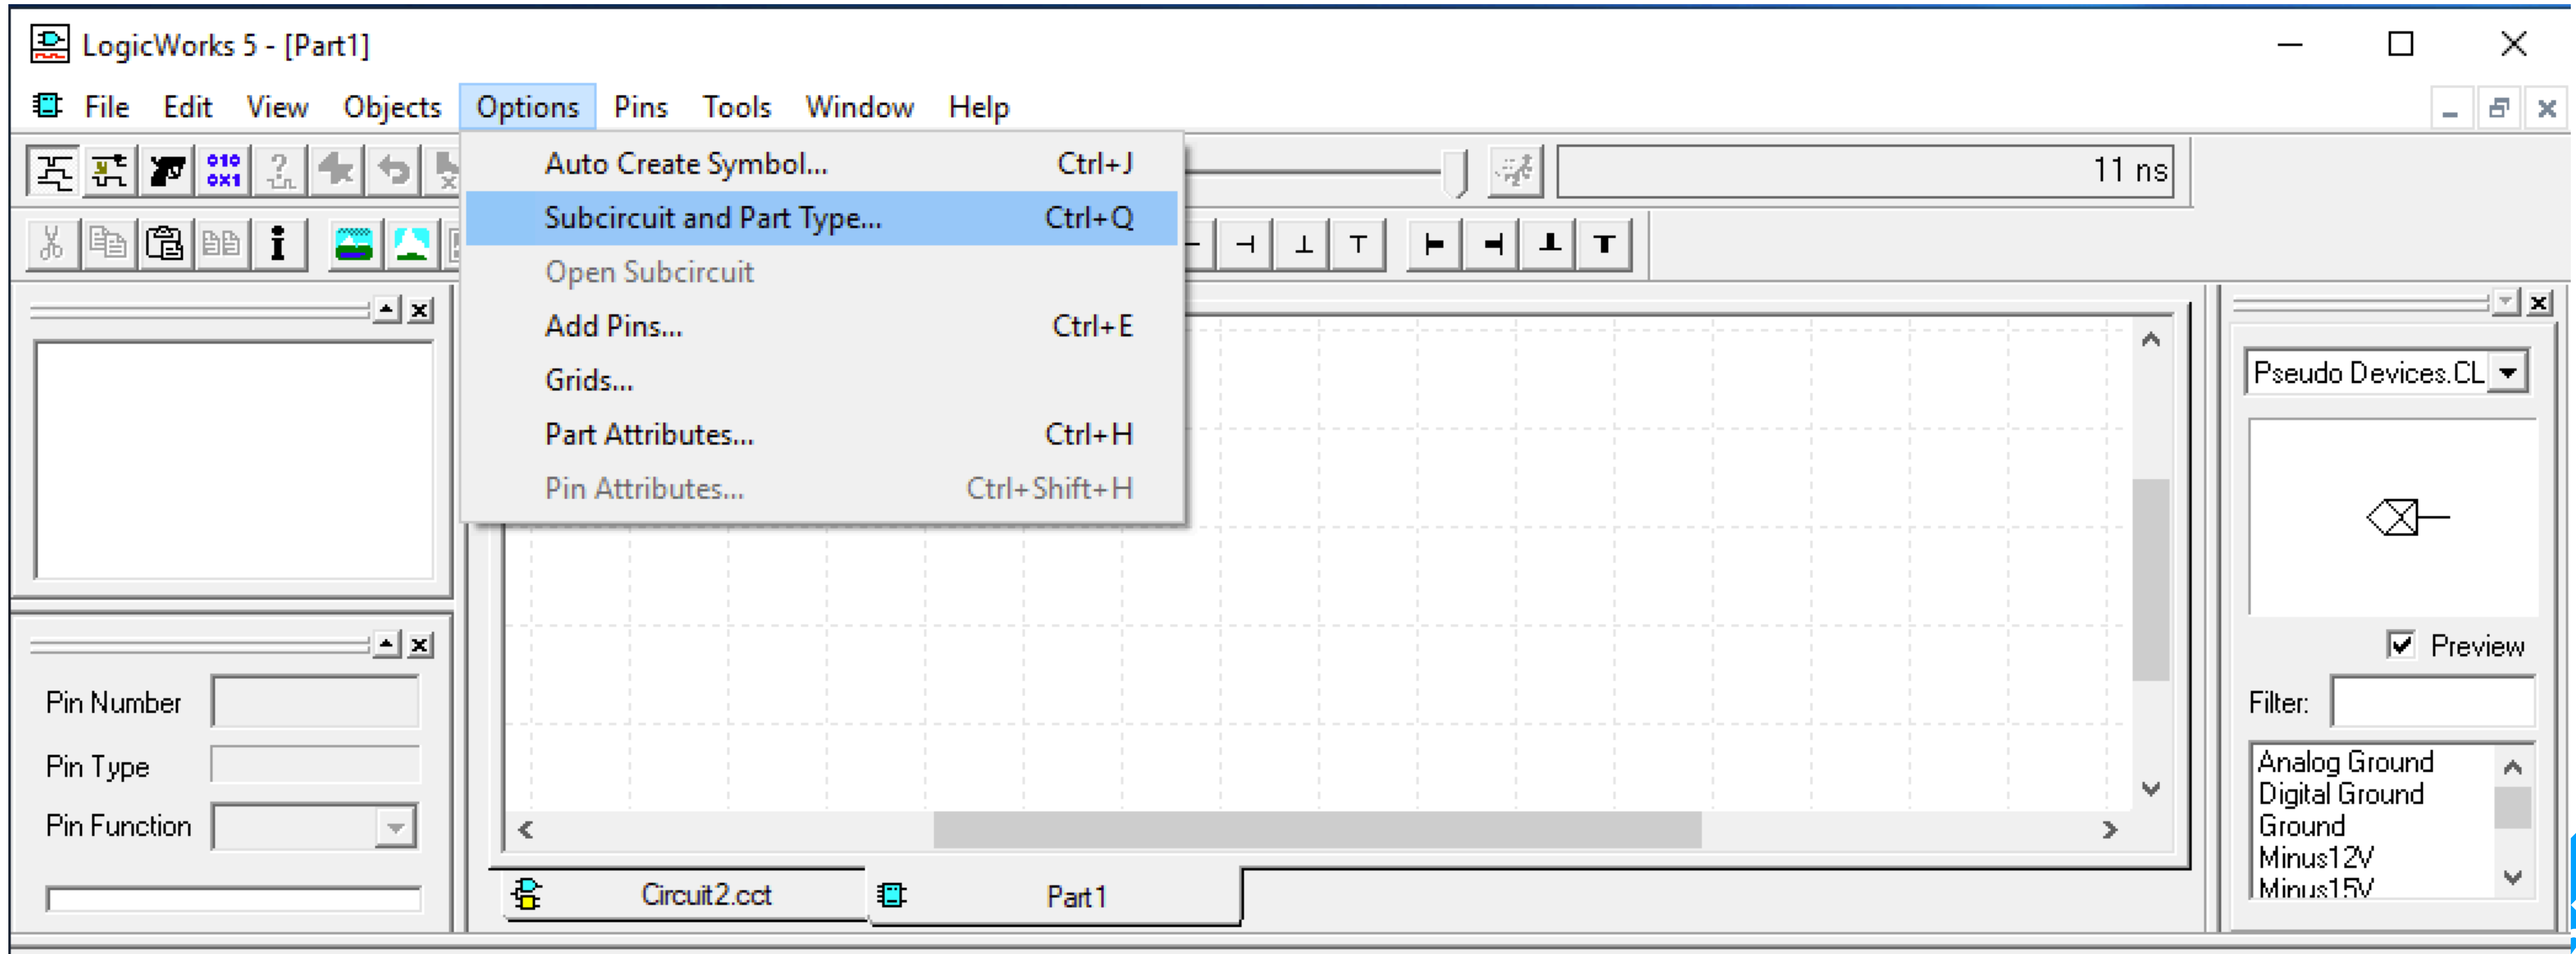 LogicWorks 5 - [Part1]
File Edit View Objects Options Pins Tools Window Help
Auto Create Symbol... Ctrl+J
Subcircuit and Part Type... Ctrl+Q
Open Subcircuit
Add Pins... Ctrl+E
Grids...
Part Attributes... Ctrl+H
Pin Attributes... Ctrl+Shift+H
010
0X1
?
11 ns
i
Pin Number
Pin Type
Pin Function
Circuit2.cct
Part1
Pseudo Devices.CL
Preview
Filter:
Analog Ground
Digital Ground
Ground
Minus12V
Minus15V